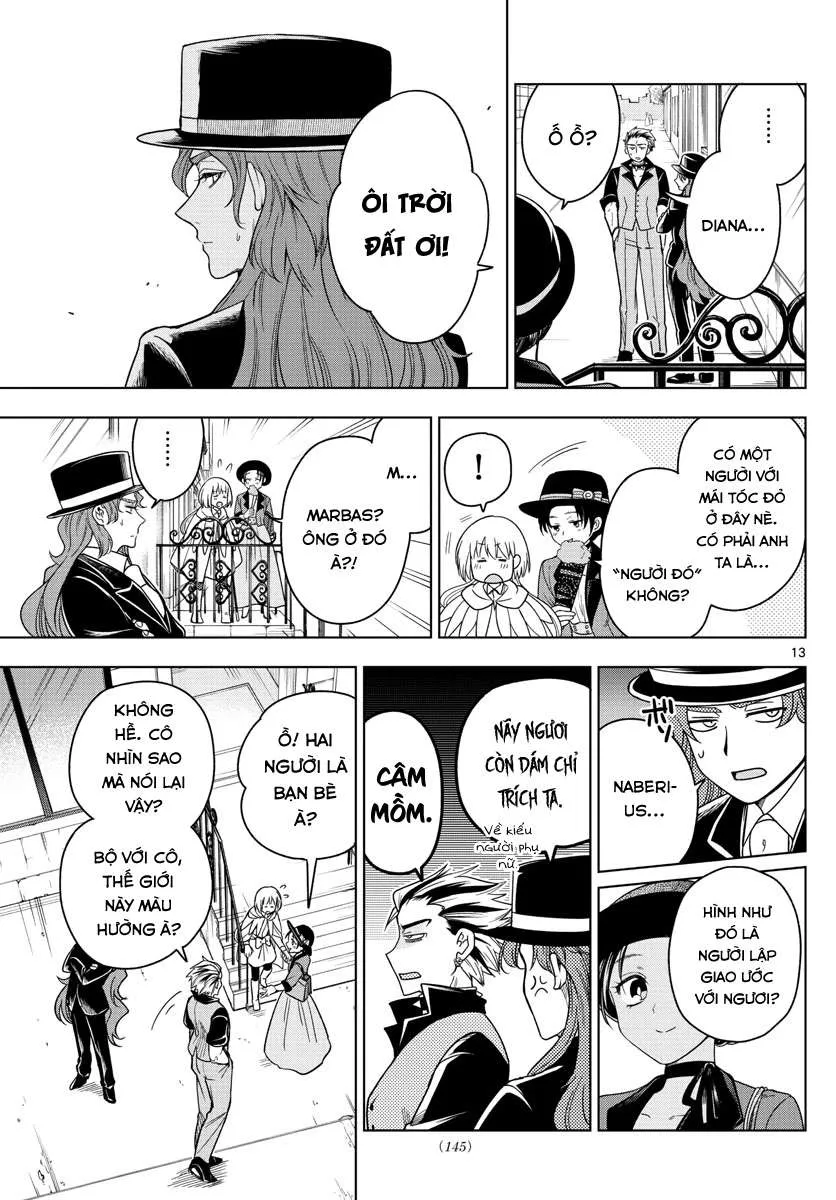 ......
DIANA...
Ố Ồ?
ÔI TRỜI
ĐẤT ƠI!
CÓ MỘT
NGƯỜI VỚI
MÁI TÓC ĐỎ
Ở ĐÂY NÈ.
CÓ PHẢI ANH
TA LÀ...
"NGƯỜI ĐÓ"
KHÔNG?
!
M...
MARBAS?
ÔNG Ở ĐÓ
À?!
......
13
ボソ
NABERI-
US...
HÌNH NHƯ
ĐÓ LÀ
NGƯỜI LẬP
GIAO ƯỚC
VỚI NGƯƠI?
NÀY NGƯƠI
CÒN DÁM CHỈ
TRÍCH TA.
Về kiểu
người phụ
nữ.
CÂM
MỒM.
Ồ! HAI
NGƯỜI LÀ
BẠN BÈ
À?
KHÔNG
HỀ. CÔ
NHÌN SAO
MÀ NÓI LẠI
VẬY?
BỘ VỚI CÔ,
THẾ GIỚI
NÀY MÀU
HƯỜNG À?
(145)